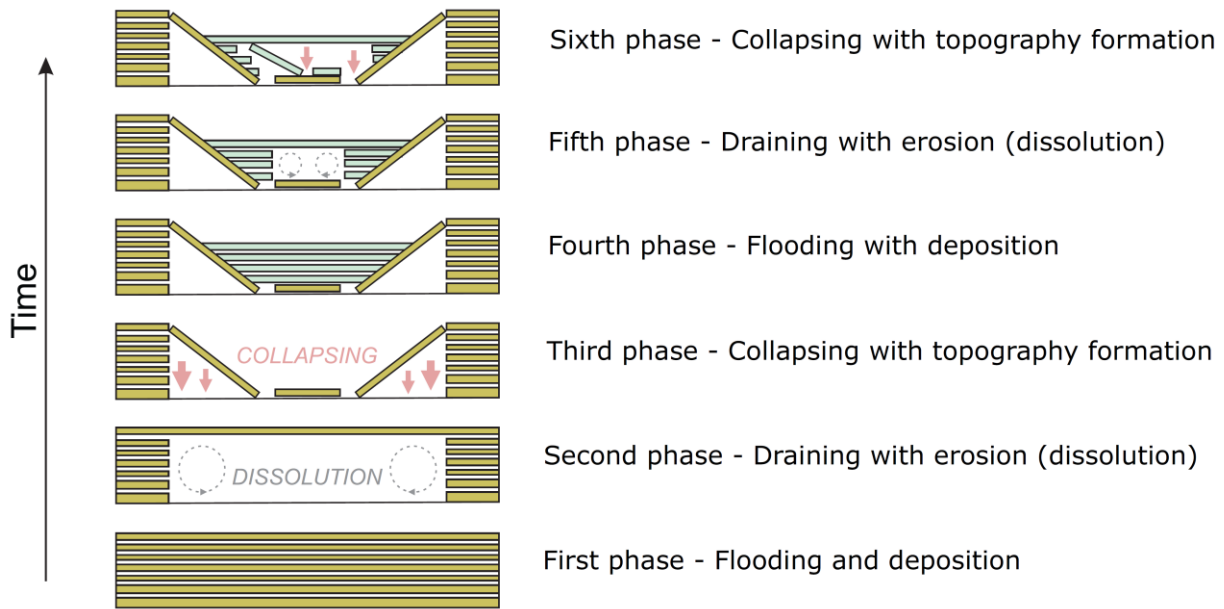 Sixth phase - Collapsing with topography formation
Fifth phase - Draining with erosion (dissolution)
Fourth phase - Flooding with deposition
Time
COLLAPSING
Third phase - Collapsing with topography formation
DISSOLUTION
Second phase - Draining with erosion (dissolution)
First phase - Flooding and deposition